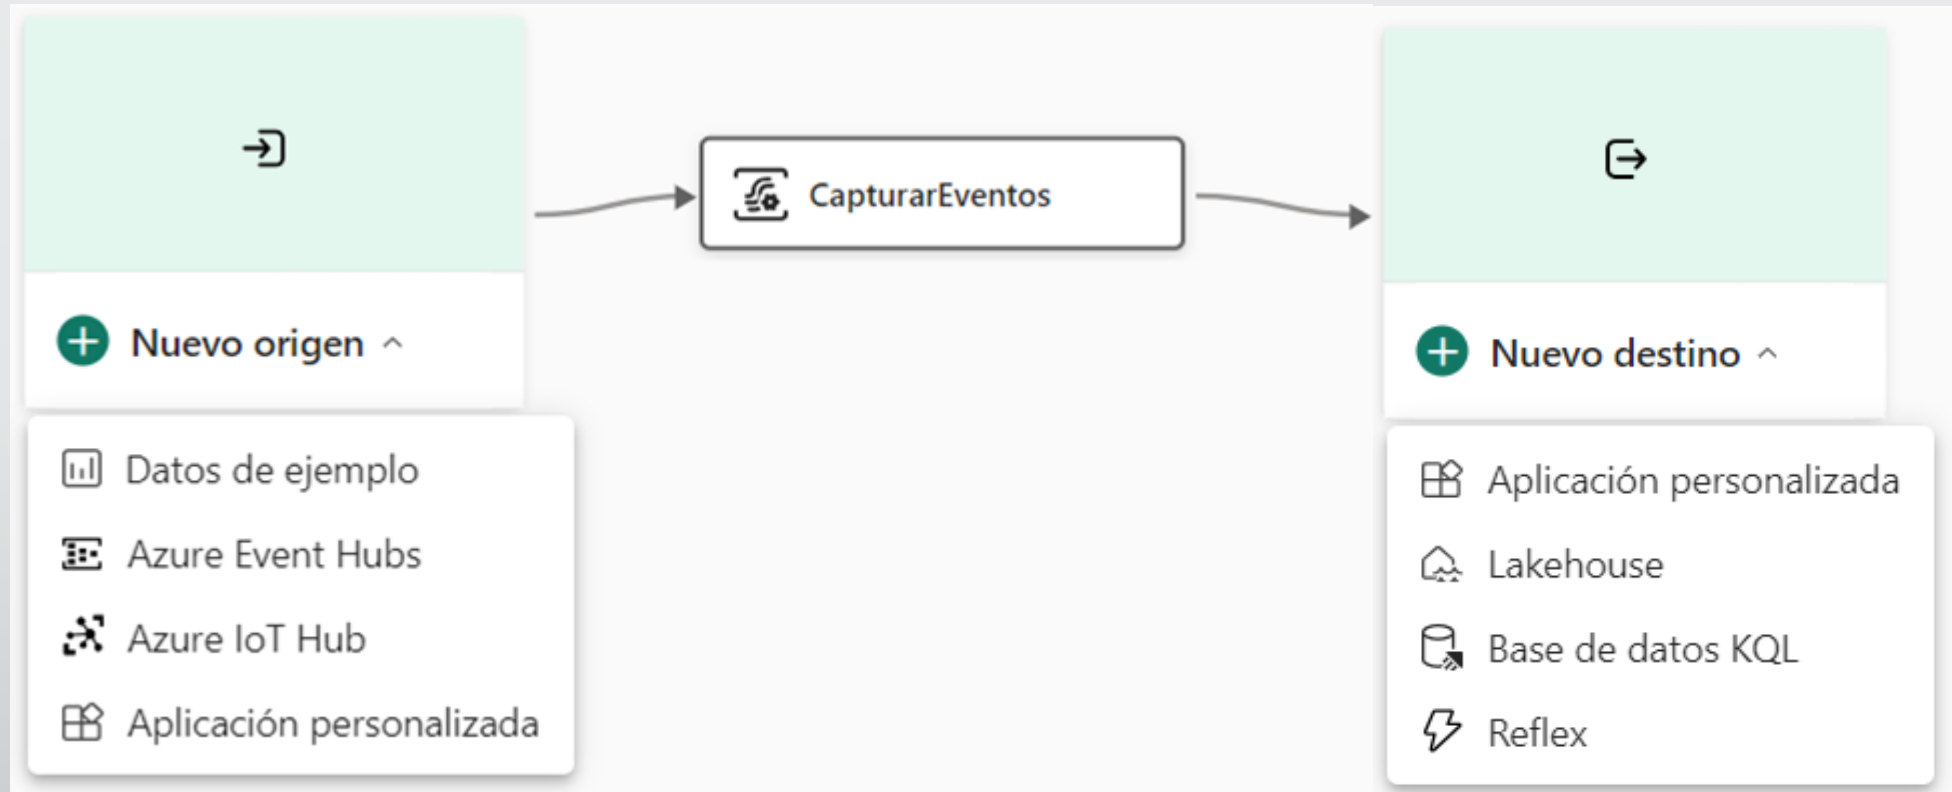 CapturarEventos
Nuevo origen
Datos de ejemplo
Azure Event Hubs
Azure IoT Hub
Aplicación personalizada
Nuevo destino
Aplicación personalizada
Lakehouse
Base de datos KQL
Reflex